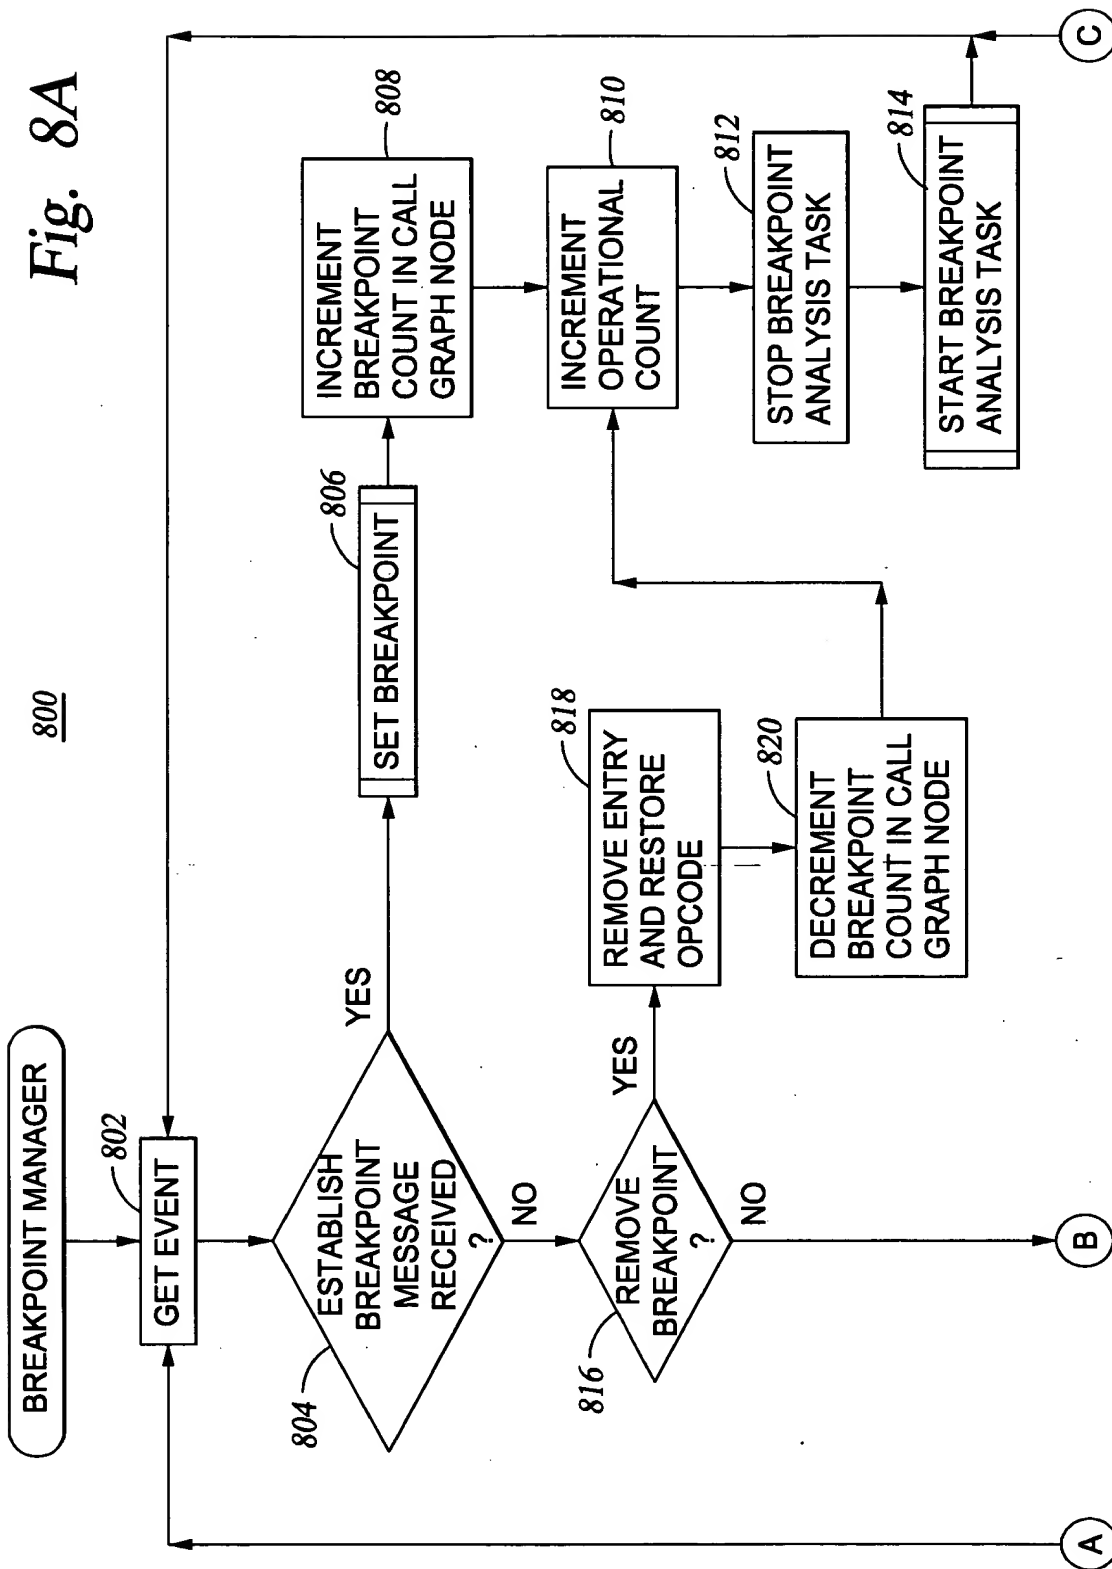 Fig. 8A
800
BREAKPOINT MANAGER
802
GET EVENT
804
ESTABLISH
BREAKPOINT
MESSAGE
RECEIVED
?
YES
NO
806
SET BREAKPOINT
808
INCREMENT
BREAKPOINT
COUNT IN CALL
GRAPH NODE
810
INCREMENT
OPERATIONAL
COUNT
812
STOP BREAKPOINT
ANALYSIS TASK
814
START BREAKPOINT
ANALYSIS TASK
816
REMOVE
BREAKPOINT
?
YES
NO
818
REMOVE ENTRY
AND RESTORE
OPCODE
820
DECREMENT
BREAKPOINT
COUNT IN CALL
GRAPH NODE
A
B
C